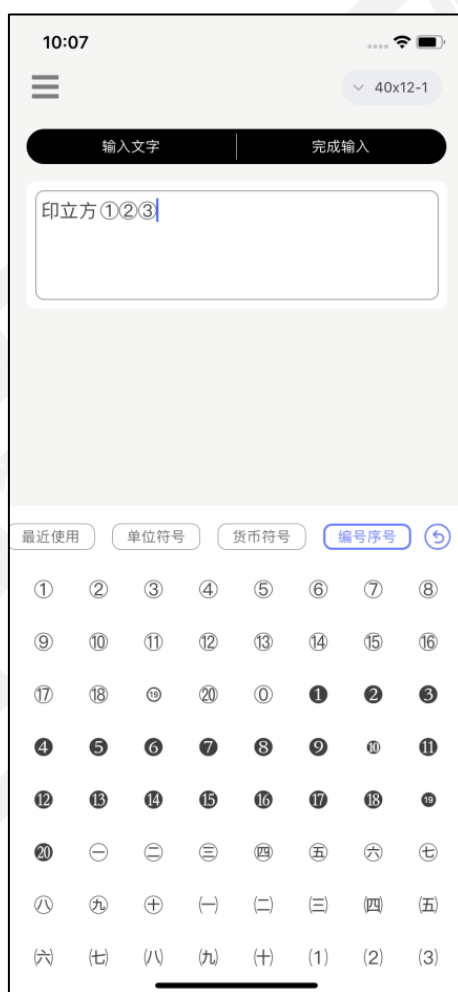 10:07
40x12-1
输入文字 完成输入
印立方①②③
最近使用 单位符号 货币符号 编号序号
① ② ③ ④ ⑤ ⑥ ⑦ ⑧
⑨ ⑩ ⑪ ⑫ ⑬ ⑭ ⑮ ⑯
⑰ ⑱ ⑲ ⑳ ⓪ ❶ ❷ ❸
❹ ❺ ❻ ❼ ❽ ❾ ❿ ⓫
⓬ ⓭ ⓮ ⓯ ⓰ ⓱ ⓲ ⓳
⓴ ㊀ ㊁ ㊂ ㊃ ㊄ ㊅ ㊆
㊇ ㊈ ㊉ ㈠ ㈡ ㈢ ㈣ ㈤
㈥ ㈦ ㈧ ㈨ ㈩ ⑴ ⑵ ⑶